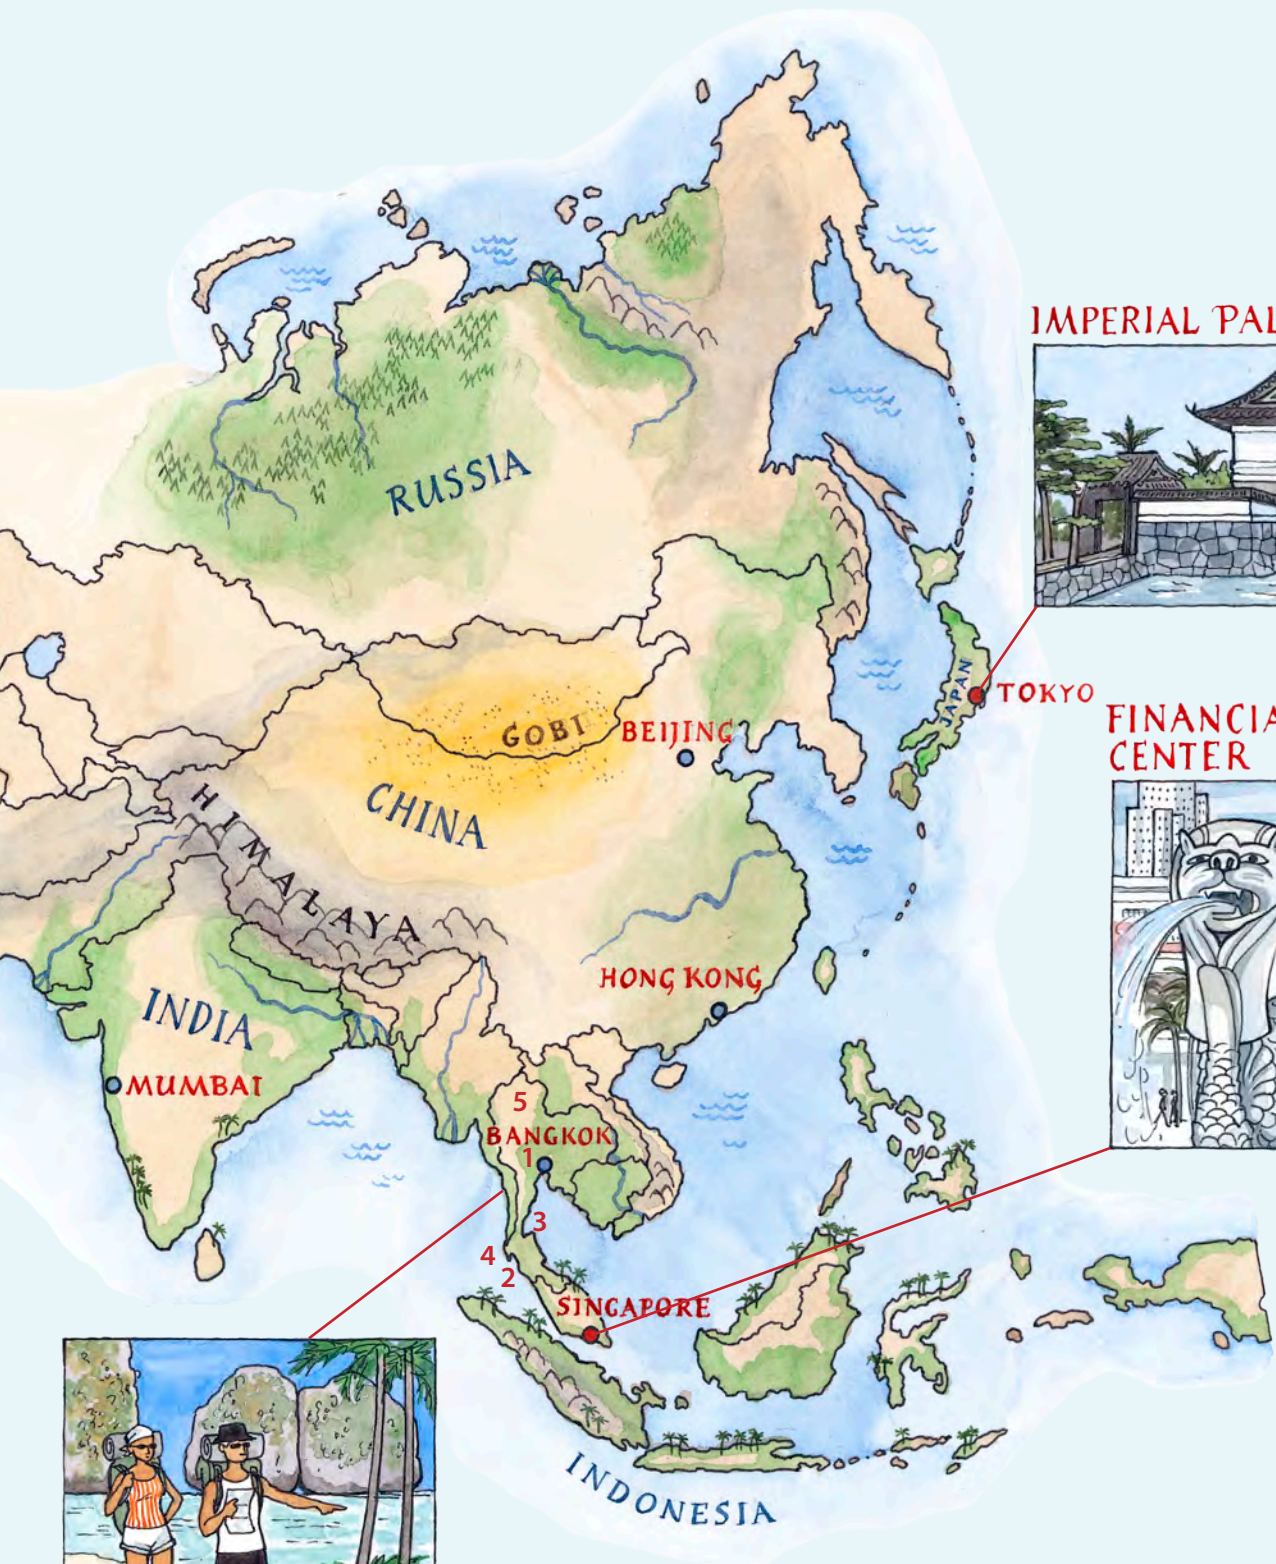 IMPERIAL PAL
RUSSIA
JAPAN
TOKYO
FINANCIA
CENTER
GOBI
BEIJING
CHINA
HIMALAYA
HONG KONG
INDIA
MUMBAI
5
BANGKOK
1
3
4
2
SINGAPORE
INDONESIA